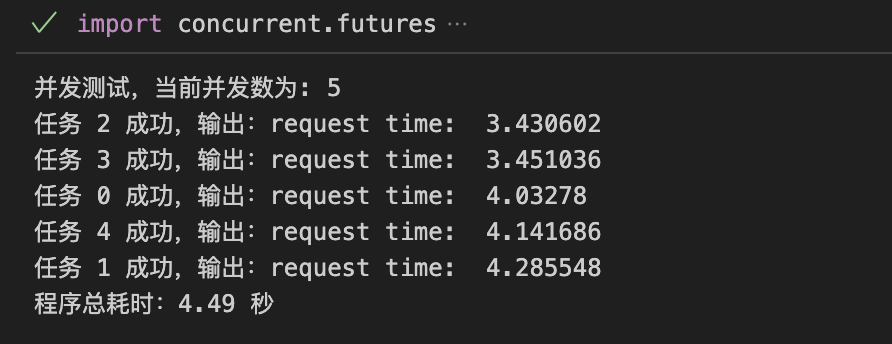 import concurrent.futures ···
并发测试，当前并发数为: 5
任务 2 成功，输出：request time:  3.430602
任务 3 成功，输出：request time:  3.451036
任务 0 成功，输出：request time:  4.03278
任务 4 成功，输出：request time:  4.141686
任务 1 成功，输出：request time:  4.285548
程序总耗时：4.49 秒